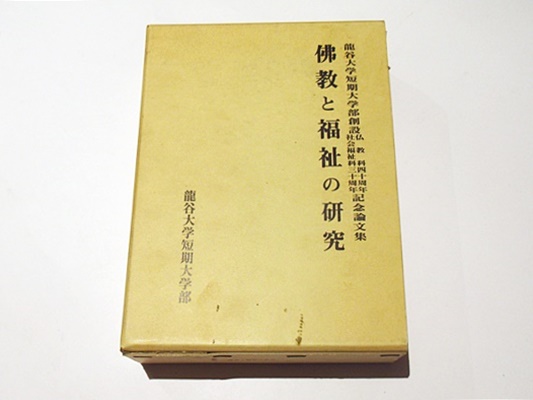 龍谷大学短期大学部創設仏教科四十周年社会福祉科三十周年記念論文集
佛教と福祉の研究
龍谷大学短期大学部